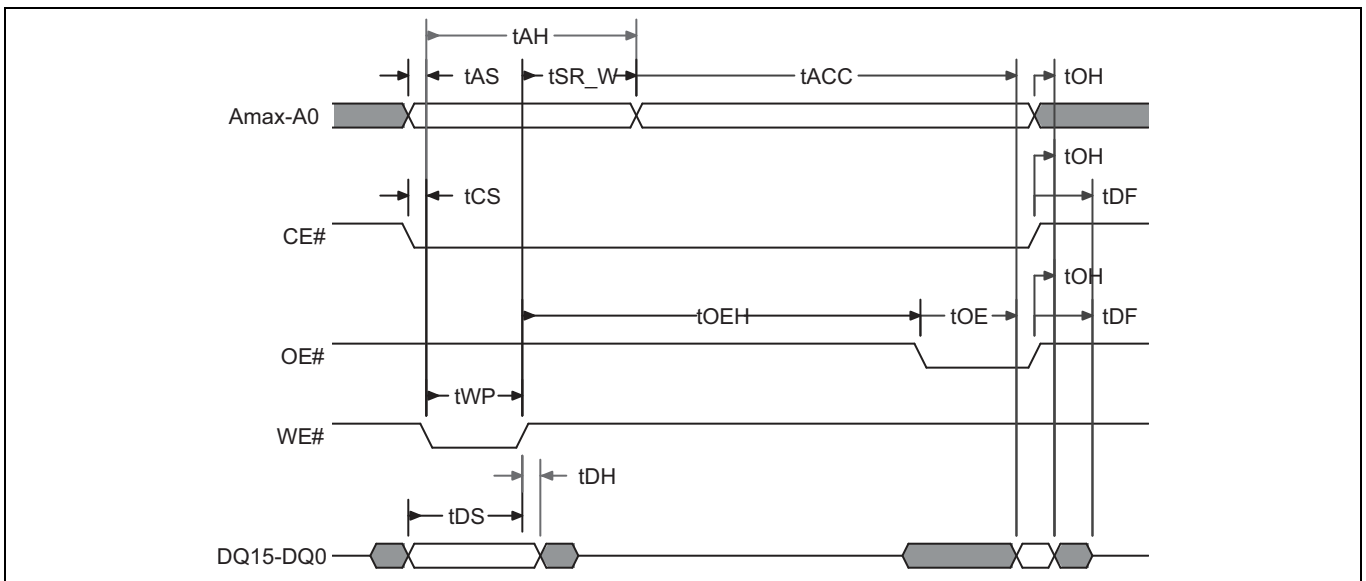 tAH
tAS
tSR_W
tACC
tOH
Amax-A0
tOH
tCS
tDF
CE#
tOH
tOEH
tOE
tDF
OE#
tWP
WE#
tDH
tDS
DQ15-DQ0